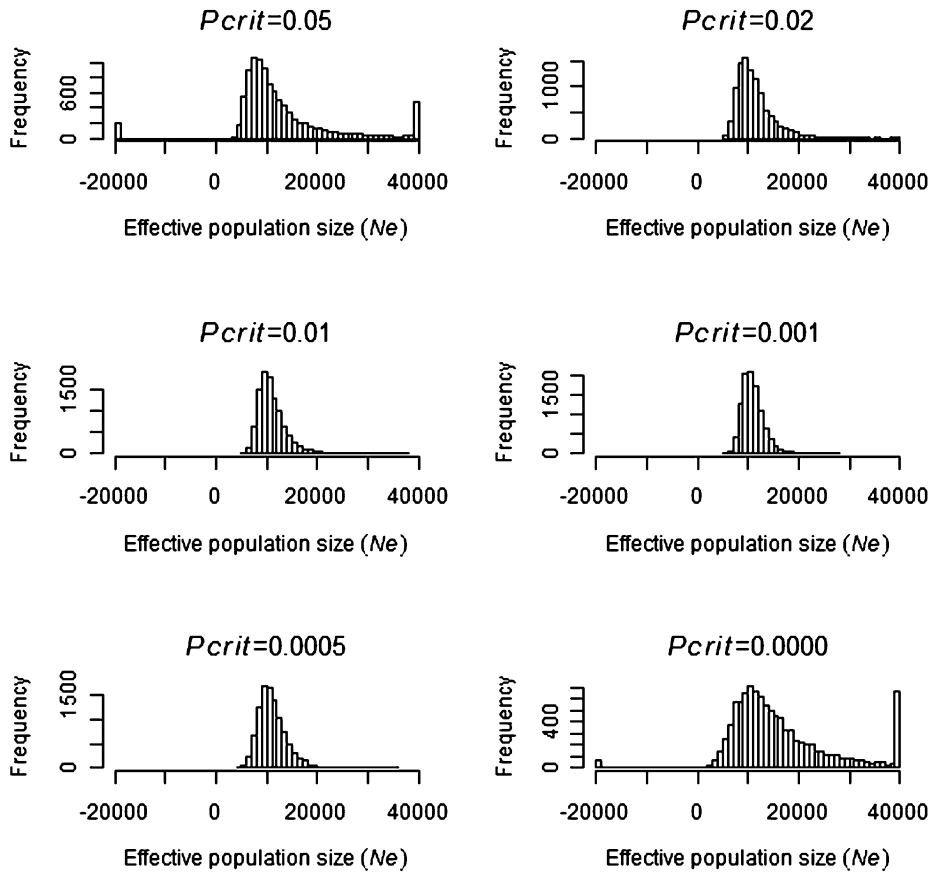 Pcrit=0.05
Frequency
0 600
-20000 0 20000 40000
Effective population size (Ne)
Pcrit=0.02
Frequency
0 1000
-20000 0 20000 40000
Effective population size (Ne)
Pcrit=0.01
Frequency
0 1500
-20000 0 20000 40000
Effective population size (Ne)
Pcrit=0.001
Frequency
0 1500
-20000 0 20000 40000
Effective population size (Ne)
Pcrit=0.0005
Frequency
0 1500
-20000 0 20000 40000
Effective population size (Ne)
Pcrit=0.0000
Frequency
0 400
-20000 0 20000 40000
Effective population size (Ne)